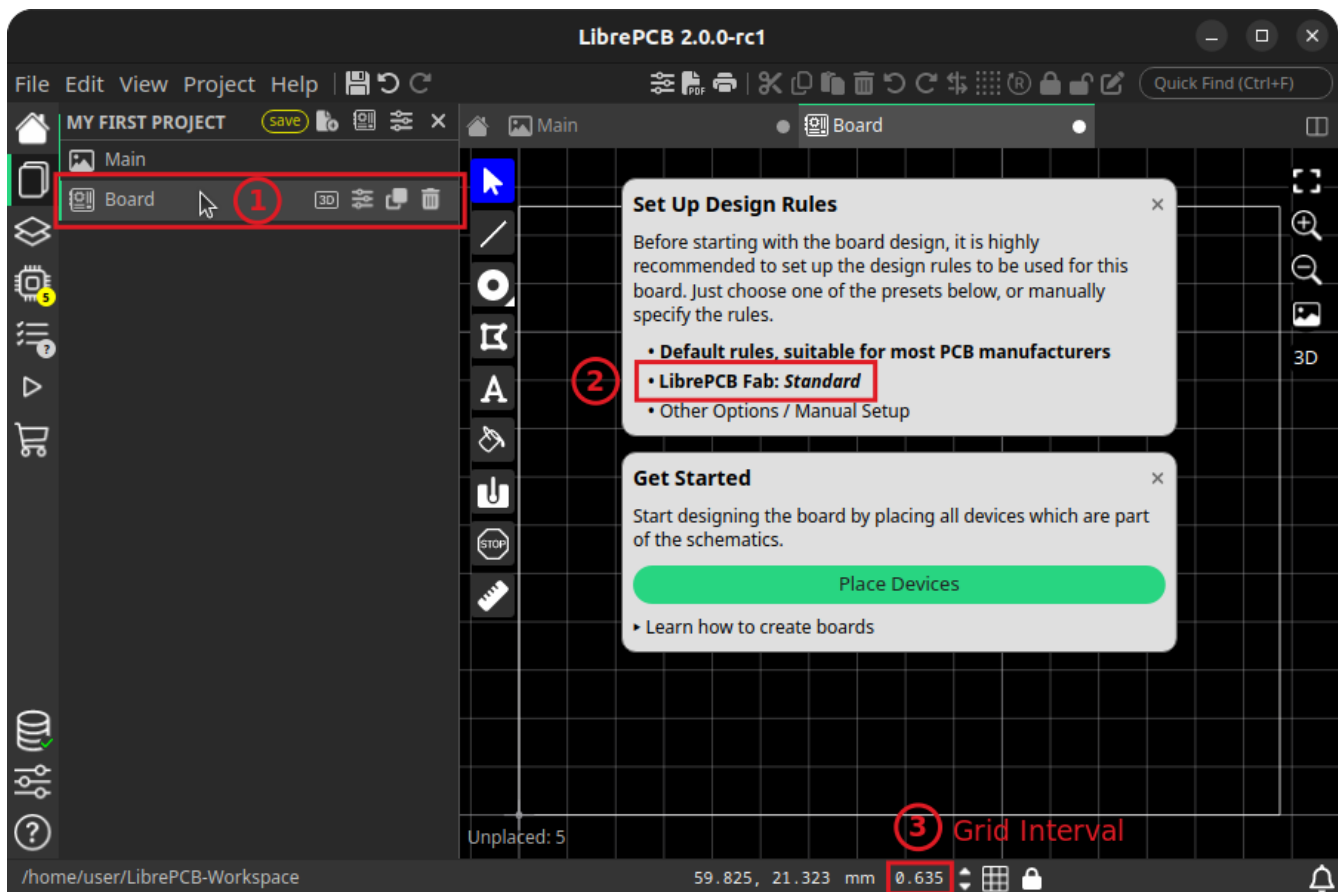 LibrePCB 2.0.0-rc1
File Edit View Project Help
PDF
R
Quick Find (Ctrl+F)
MY FIRST PROJECT
save
Main
Board
Main
Board
1
3D
Set Up Design Rules
Before starting with the board design, it is highly
recommended to set up the design rules to be used for this
board. Just choose one of the presets below, or manually
specify the rules.
• Default rules, suitable for most PCB manufacturers
2
• LibrePCB Fab: Standard
• Other Options / Manual Setup
3D
5
?
A
STOP
Get Started
Start designing the board by placing all devices which are part
of the schematics.
Place Devices
▸ Learn how to create boards
?
Unplaced: 5
3 Grid Interval
/home/user/LibrePCB-Workspace
59.825, 21.323 mm
0.635